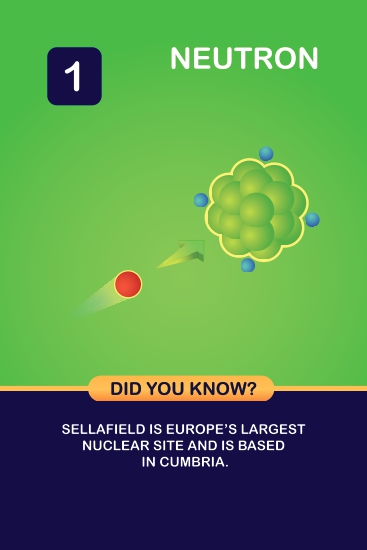 1
NEUTRON
DID YOU KNOW?
SELLAFIELD IS EUROPE'S LARGEST
NUCLEAR SITE AND IS BASED
IN CUMBRIA.